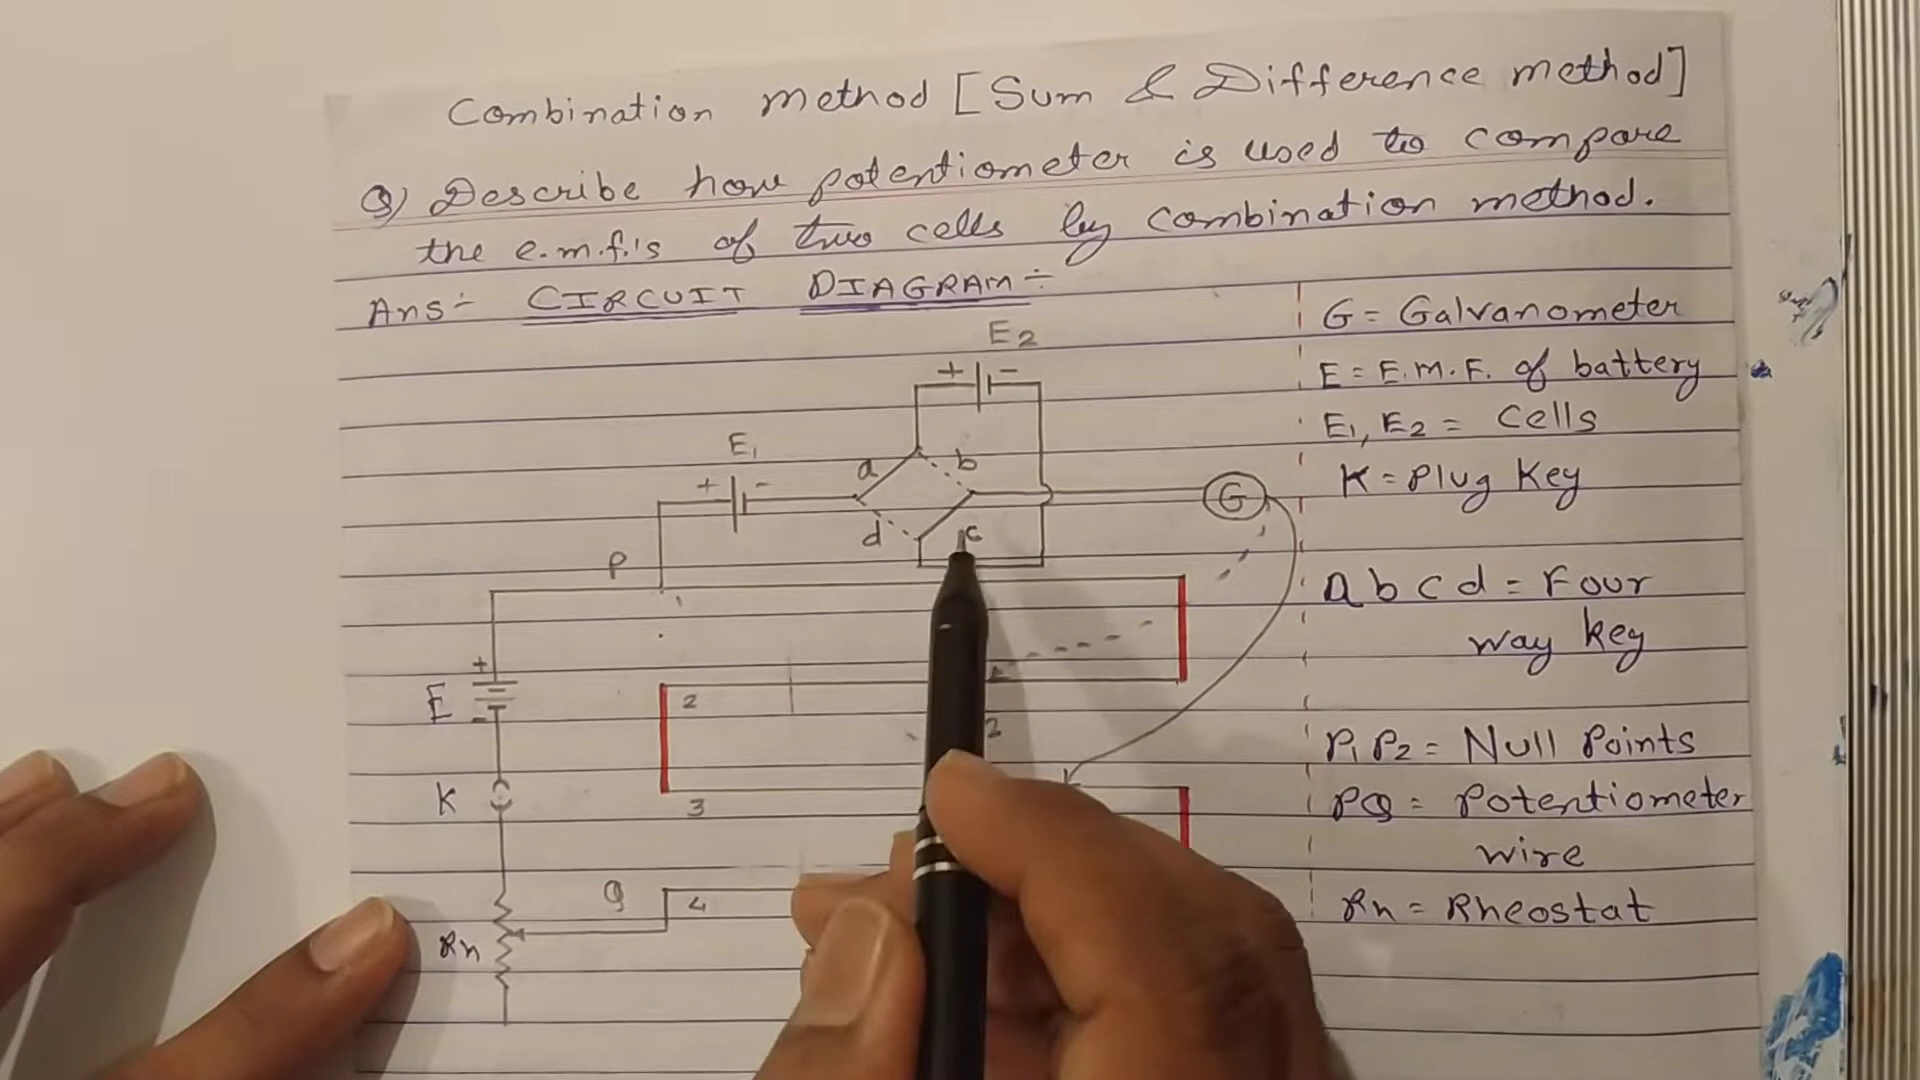 Combination method [Sum & Difference method]
Q) Describe how potentiometer is used to compare
the e.m.f.'s of two cells by combination method.
Ans÷ CIRCUIT DIAGRAM÷
E2
+ -
E1
+ -
a b
d c
G
P
1
+
E
-
2
2
K
3
Q
4
Rh
G = Galvanometer
E = E.M.F. of battery
E1, E2 = Cells
K = Plug Key
a b c d = Four
way key
P1 P2 = Null Points
PQ = Potentiometer
wire
Rh = Rheostat